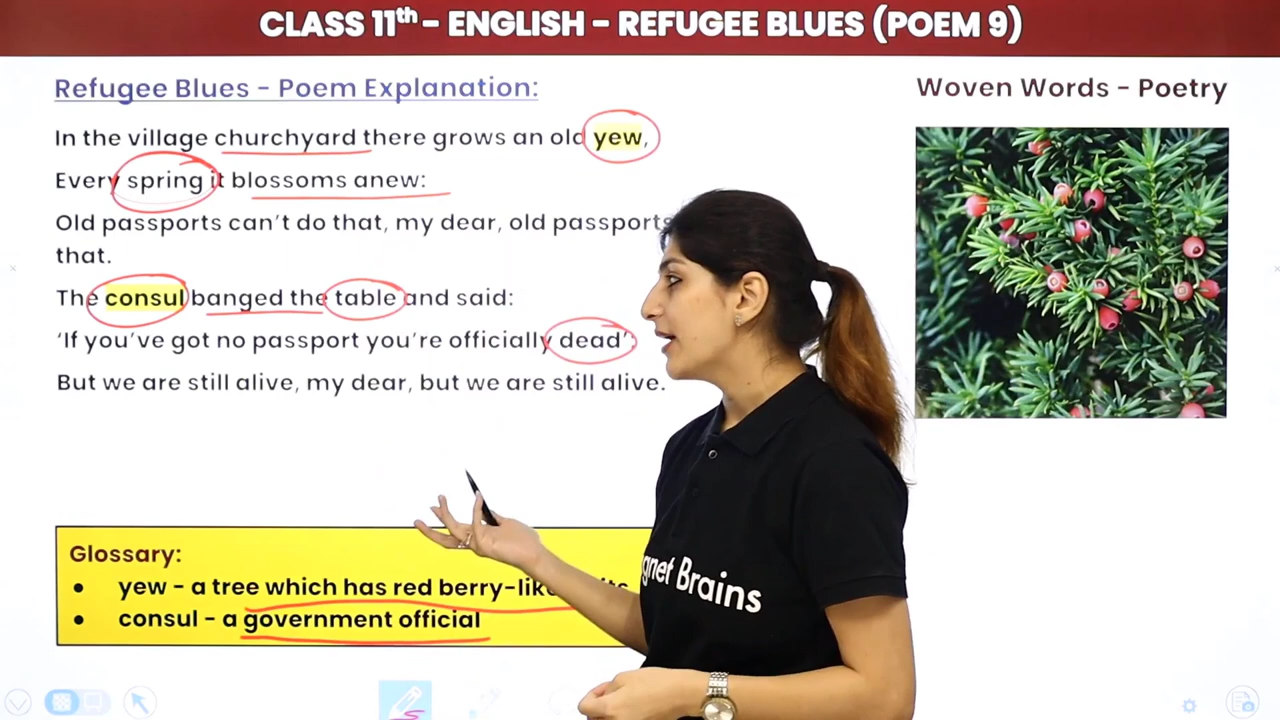 CLASS 11th - ENGLISH - REFUGEE BLUES (POEM 9)
Refugee Blues - Poem Explanation:
Woven Words - Poetry
In the village churchyard there grows an old yew,
Every spring it blossoms anew:
Old passports can't do that, my dear, old passports
that.
The consul banged the table and said:
'If you've got no passport you're officially dead':
But we are still alive, my dear, but we are still alive.
Glossary:
• yew - a tree which has red berry-like
• consul - a government official
Brains